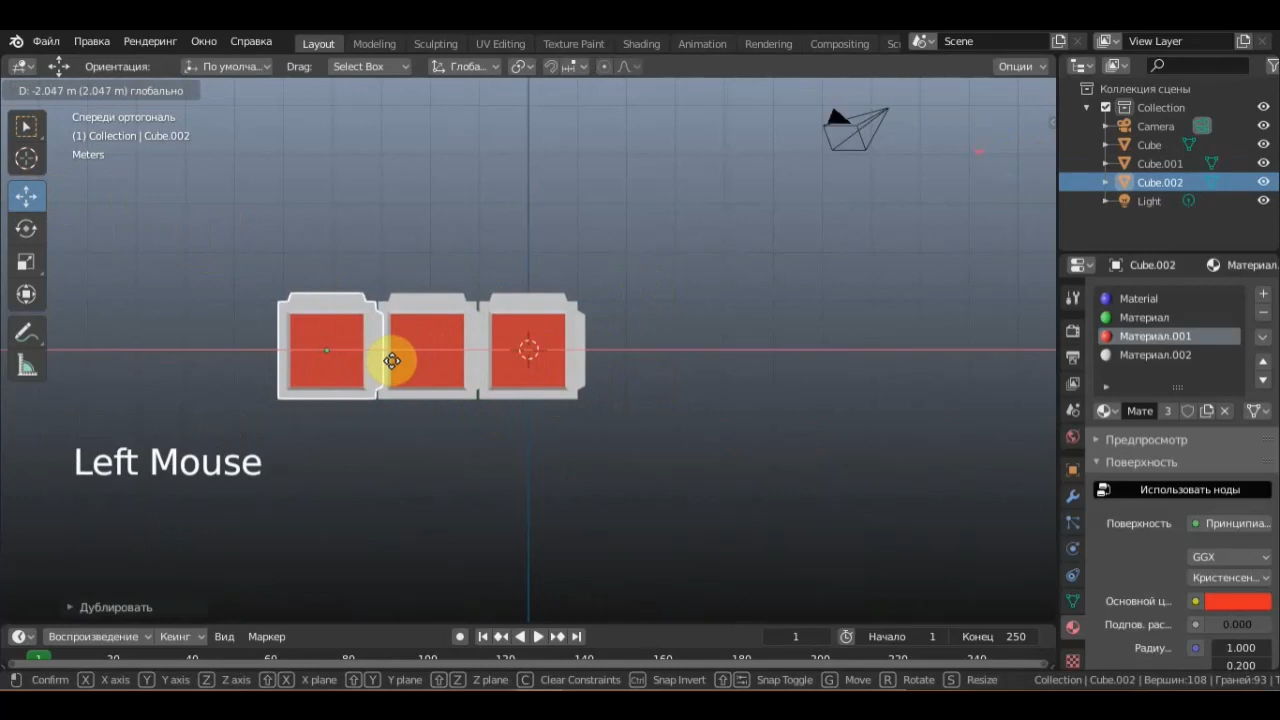 Файл Правка Рендеринг Окно Справка Layout Modeling Sculpting UV Editing Texture Paint Shading Animation Rendering Compositing Sc Scene View Layer
Ориентация: По умолча... Drag: Select Box Глоба... Опции
D: -2.047 m (2.047 m) глобально
Спереди ортогональ
(1) Collection | Cube.002
Meters
Коллекция сцены
Collection
Camera
Cube
Cube.001
Cube.002
Light
Cube.002 Материал.
Material
Материал
Материал.001
Материал.002
Мате 3
Предпросмотр
Поверхность
Использовать ноды
Поверхность Принципиа...
GGX
Кристенсен...
Основной ц...
Подпов. рас... 0.000
Радиу... 1.000
0.200
Left Mouse
Дублировать
Воспроизведение Кеинг Вид Маркер 1 Начало 1 Конец 250
1 20 40 60 80 100 120 140 160 180 200 220 240
Confirm X X axis Y Y axis Z Z axis X X plane Y Y plane Z Z plane C Clear Constraints Ctrl Snap Invert Snap Toggle G Move R Rotate S Resize Collection | Cube.002 | Вершин:108 | Граней:93 | Т